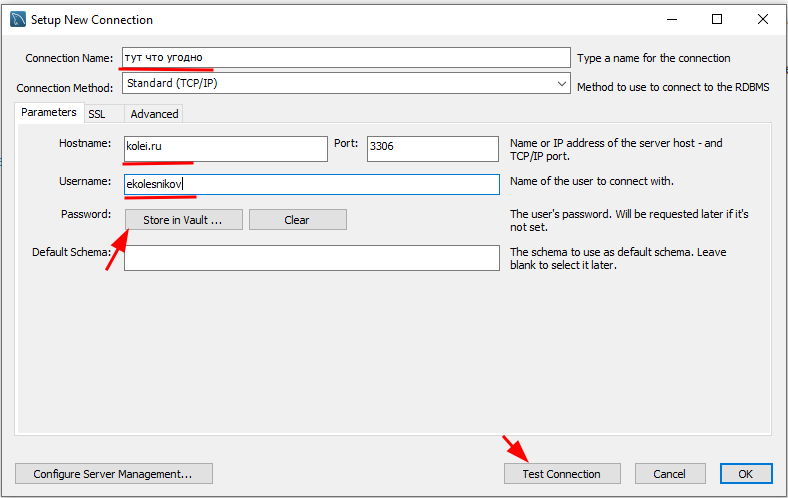 Setup New Connection
Connection Name: тут что угодно Type a name for the connection
Connection Method: Standard (TCP/IP) Method to use to connect to the RDBMS
Parameters SSL Advanced
Hostname: kolei.ru Port: 3306 Name or IP address of the server host - and
TCP/IP port.
Username: ekolesnikov Name of the user to connect with.
Password: Store in Vault ... Clear The user's password. Will be requested later if it's
not set.
Default Schema: The schema to use as default schema. Leave
blank to select it later.
Configure Server Management... Test Connection Cancel OK